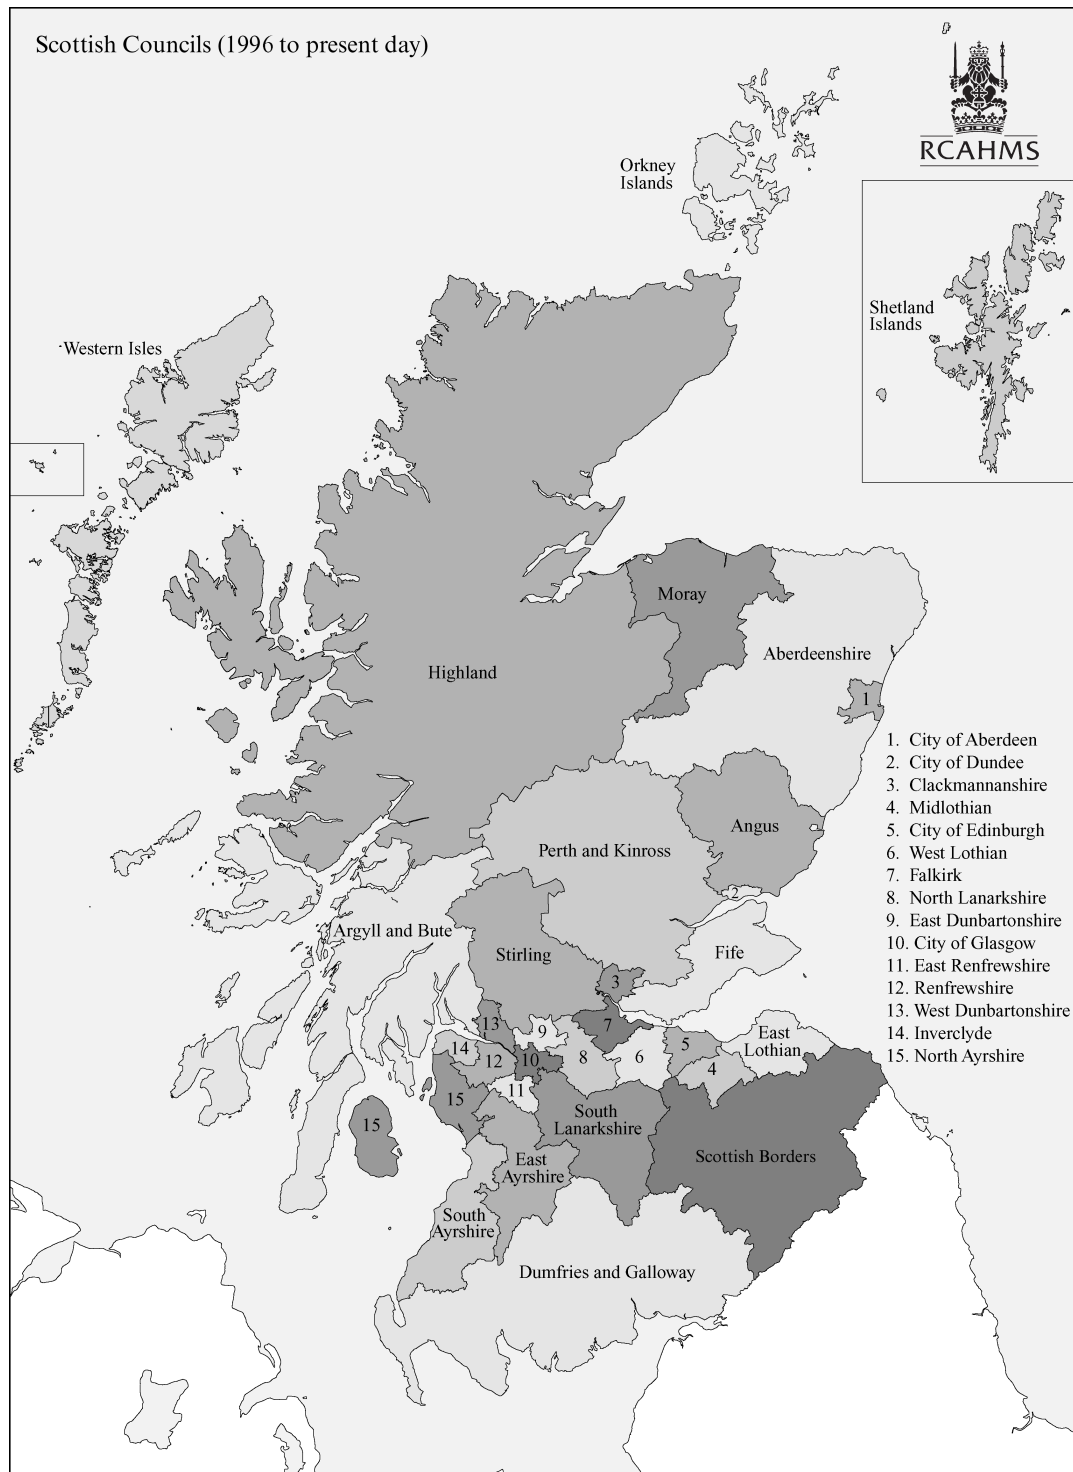 Scottish Councils (1996 to present day)
RCAHMS
Orkney
Islands
Shetland
Islands
Western Isles
Moray
Aberdeenshire
Highland
1
1. City of Aberdeen
2. City of Dundee
3. Clackmannanshire
4. Midlothian
5. City of Edinburgh
6. West Lothian
7. Falkirk
8. North Lanarkshire
9. East Dunbartonshire
10. City of Glasgow
11. East Renfrewshire
12. Renfrewshire
13. West Dunbartonshire
14. Inverclyde
15. North Ayrshire
Angus
Perth and Kinross
2
Argyll and Bute
Stirling
Fife
3
13
9
7
5
East
Lothian
14
12
10
8
6
4
11
15
15
South
Lanarkshire
Scottish Borders
East
Ayrshire
South
Ayrshire
Dumfries and Galloway